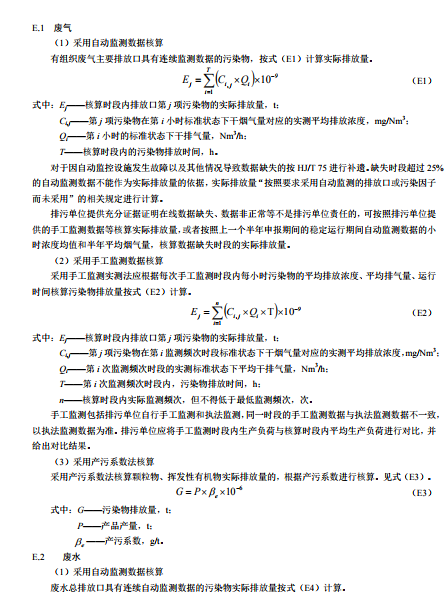 E.1 废气
（1）采用自动监测数据核算
有组织废气主要排放口具有连续监测数据的污染物，按式（E1）计算实际排放量。
E_j = ∑_{i=1}^{T}(C_{i,j}×Q_i)×10^{-9} （E1）
式中：E_j——核算时段内排放口第 j 项污染物的实际排放量，t；
C_{i,j}——第 j 项污染物在第 i 小时标准状态下干烟气量对应的实测平均排放浓度，mg/Nm³；
Q_i——第 i 小时的标准状态下干排气量，Nm³/h；
T——核算时段内的污染物排放时间，h。
对于因自动监控设施发生故障以及其他情况导致数据缺失的按 HJ/T 75 进行补遗。缺失时段超过 25%
的自动监测数据不能作为实际排放量的依据，实际排放量“按照要求采用自动监测的排放口或污染因子
而未采用”的相关规定进行计算。
排污单位提供充分证据证明在线数据缺失、数据非正常等不是排污单位责任的，可按照排污单位提
供的手工监测数据等核算实际排放量，或者按照上一个半年申报期间的稳定运行期间自动监测数据的小
时浓度均值和半年平均烟气量，核算数据缺失时段的实际排放量。
（2）采用手工监测数据核算
采用手工监测实测法应根据每次手工监测时段内每小时污染物的平均排放浓度、平均排气量、运行
时间核算污染物排放量按式（E2）计算。
E_j = ∑_{i=1}^{n}(C_{i,j}×Q_i×T)×10^{-9} （E2）
式中：E_j——核算时段内排放口第 j 项污染物的实际排放量，t；
C_{i,j}——第 j 项污染物在第 i 监测频次时段标准状态下干烟气量对应的实测平均排放浓度，mg/Nm³；
Q_i——第 i 次监测频次时段的实测标准状态下平均干排气量，Nm³/h；
T——第 i 次监测频次时段内，污染物排放时间，h；
n——核算时段内实际监测频次，但不得低于最低监测频次，次。
手工监测包括排污单位自行手工监测和执法监测，同一时段的手工监测数据与执法监测数据不一致，
以执法监测数据为准。排污单位应将手工监测时段内生产负荷与核算时段内平均生产负荷进行对比，并
给出对比结果。
（3）采用产污系数法核算
采用产污系数法核算颗粒物、挥发性有机物实际排放量的，根据产污系数进行核算。见式（E3）。
G = P×β_e×10^{-6} （E3）
式中：G——污染物排放量，t；
P——产品产量，t；
β_e——产污系数，g/t。
E.2 废水
（1）采用自动监测数据核算
废水总排放口具有连续自动监测数据的污染物实际排放量按式（E4）计算。